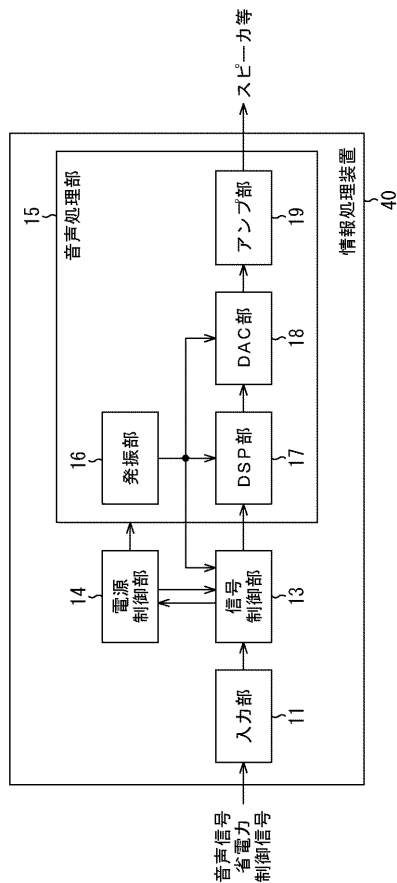 音声信号
省電力
制御信号
入力部
11
信号
制御部
13
電源
制御部
14
音声処理部
15
発振部
16
DSP部
17
DAC部
18
アンプ部
19
スピーカ等
情報処理装置
40